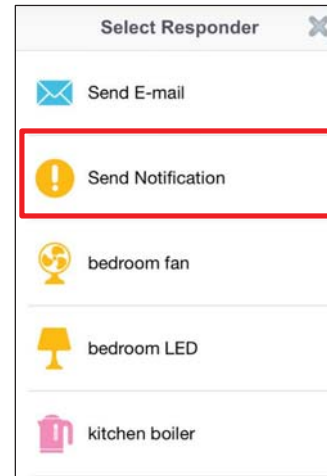 Select Responder
Send E-mail
Send Notification
bedroom fan
bedroom LED
kitchen boiler